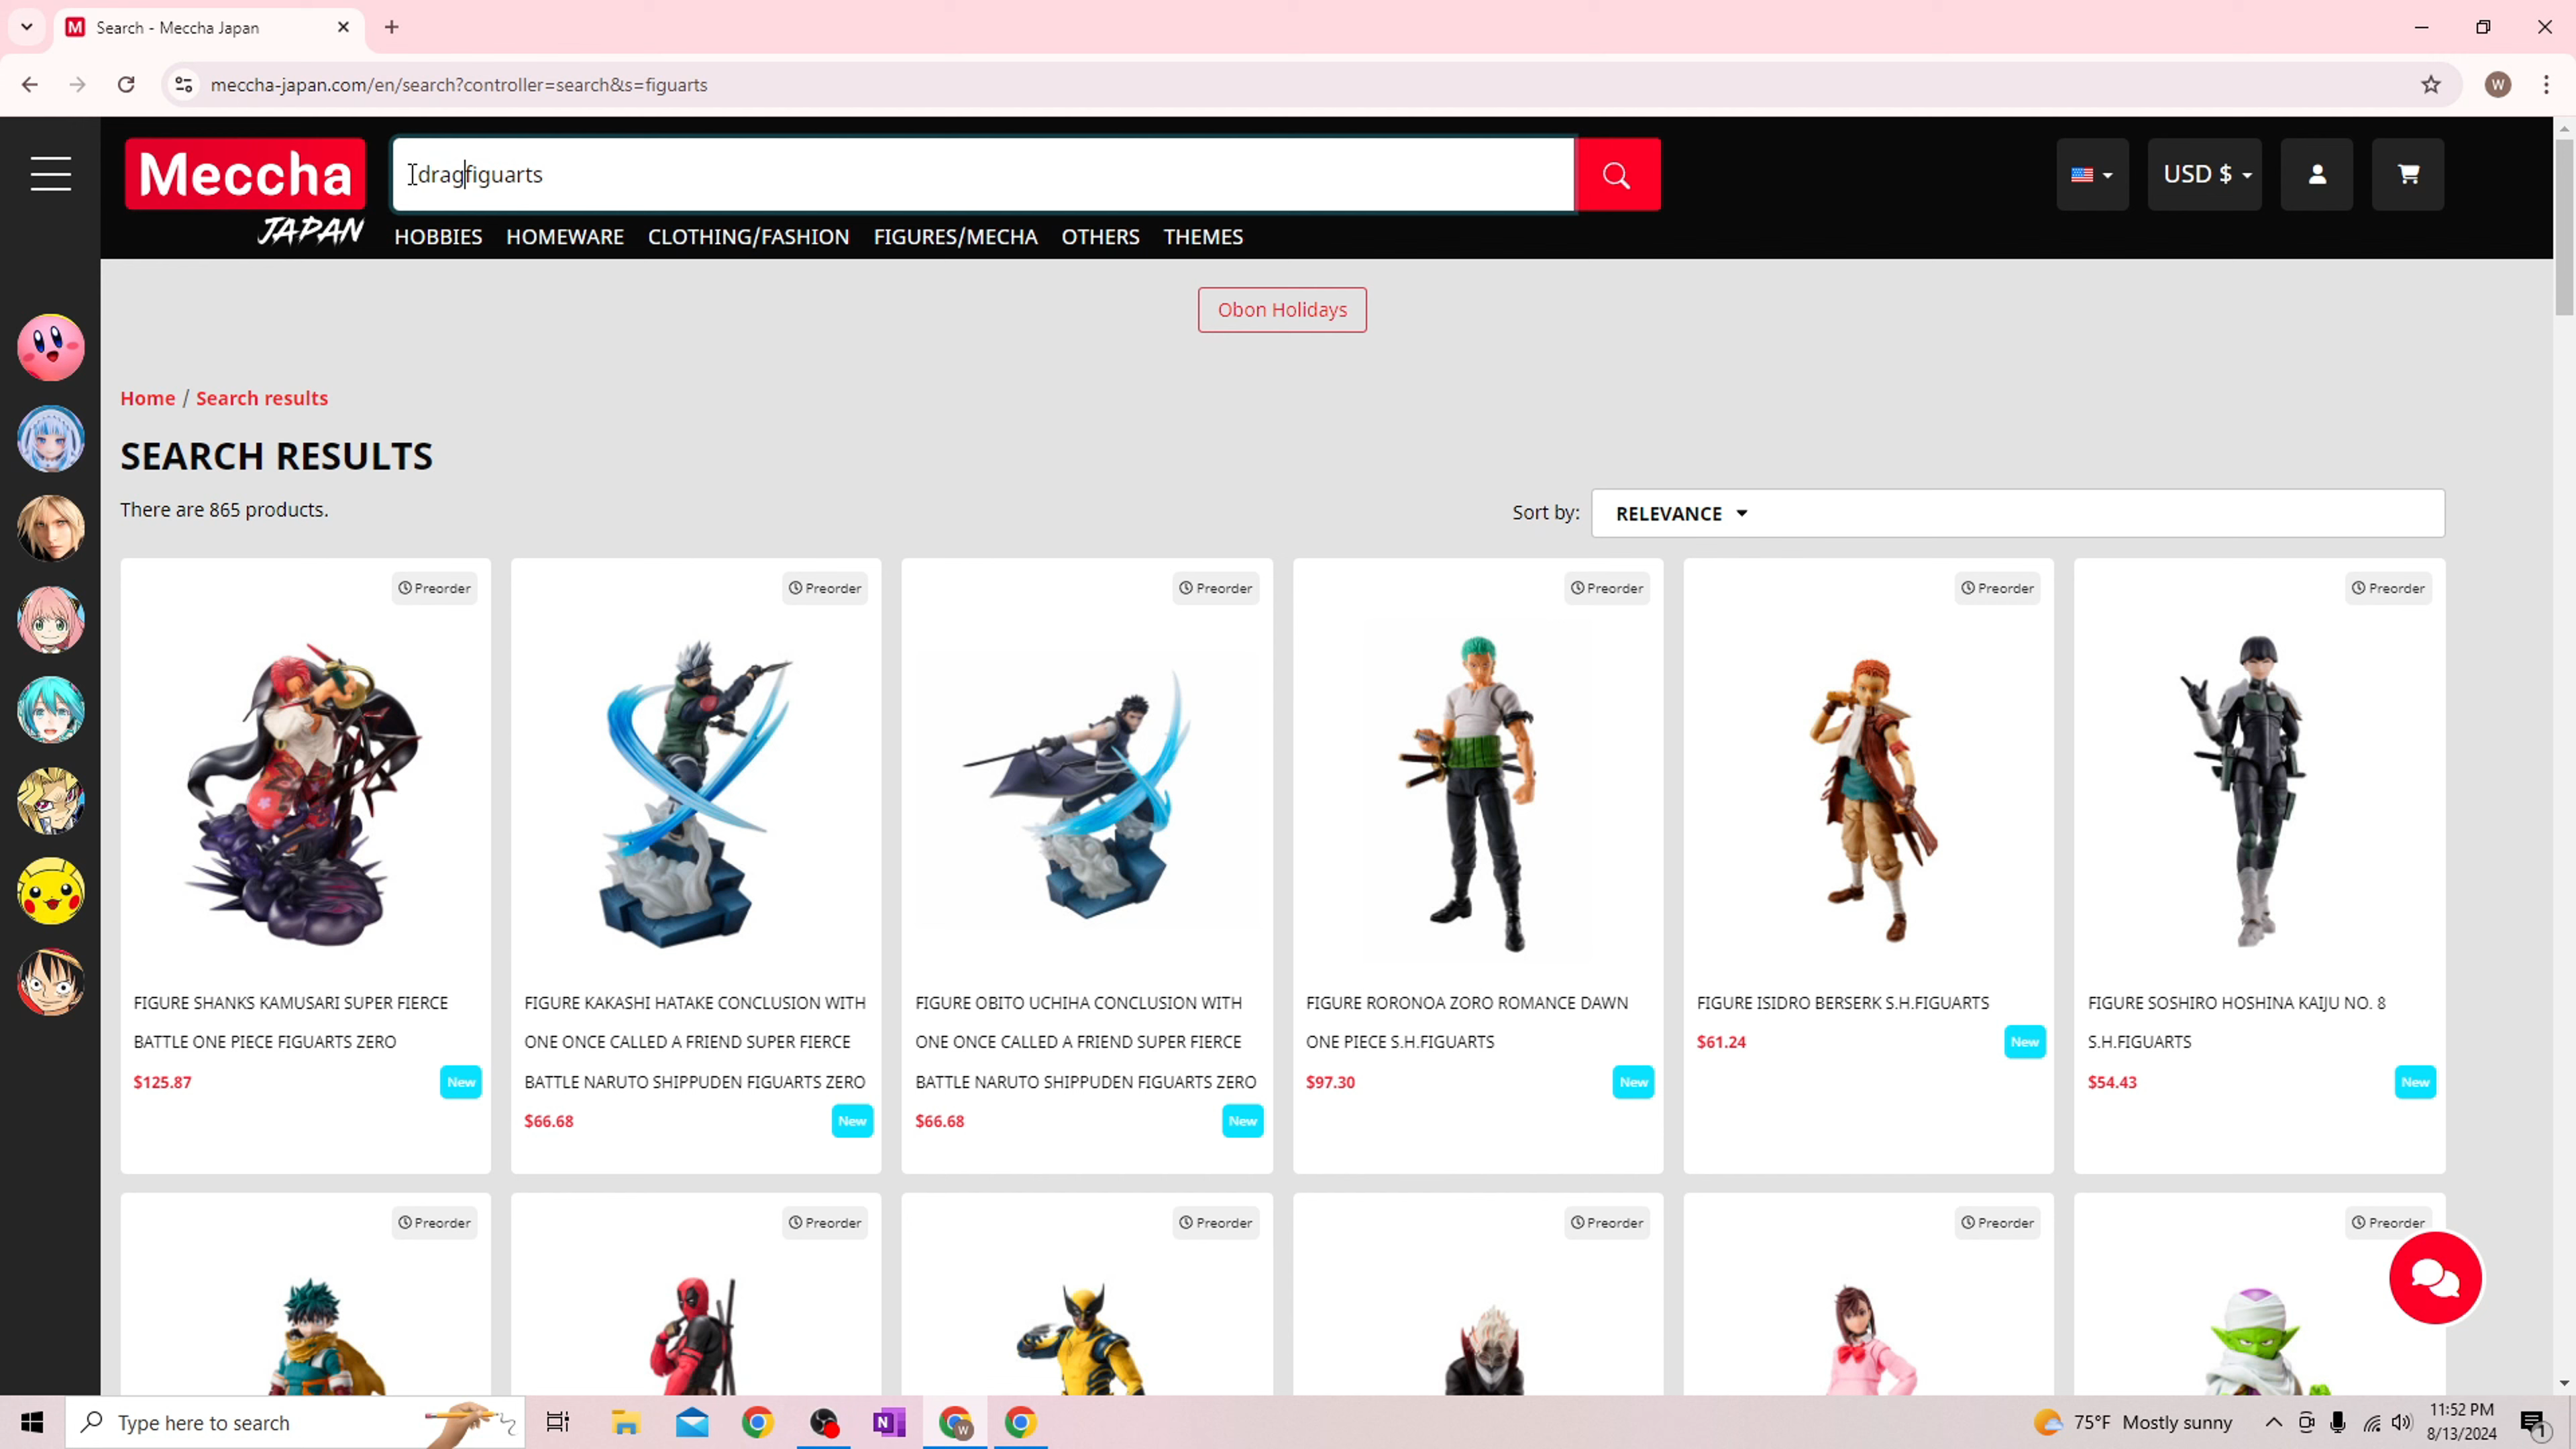 Search - Meccha Japan
meccha-japan.com/en/search?controller=search&s=figuarts
W
Meccha
JAPAN
dragfiguarts
USD $
HOBBIES HOMEWARE CLOTHING/FASHION FIGURES/MECHA OTHERS THEMES
Obon Holidays
Home / Search results
SEARCH RESULTS
There are 865 products.
Sort by: RELEVANCE
Preorder Preorder Preorder Preorder Preorder Preorder
FIGURE SHANKS KAMUSARI SUPER FIERCE
BATTLE ONE PIECE FIGUARTS ZERO
$125.87 New
FIGURE KAKASHI HATAKE CONCLUSION WITH
ONE ONCE CALLED A FRIEND SUPER FIERCE
BATTLE NARUTO SHIPPUDEN FIGUARTS ZERO
$66.68 New
FIGURE OBITO UCHIHA CONCLUSION WITH
ONE ONCE CALLED A FRIEND SUPER FIERCE
BATTLE NARUTO SHIPPUDEN FIGUARTS ZERO
$66.68 New
FIGURE RORONOA ZORO ROMANCE DAWN
ONE PIECE S.H.FIGUARTS
$97.30 New
FIGURE ISIDRO BERSERK S.H.FIGUARTS
$61.24 New
FIGURE SOSHIRO HOSHINA KAIJU NO. 8
S.H.FIGUARTS
$54.43 New
Preorder Preorder Preorder Preorder Preorder Preorder
Type here to search
75°F Mostly sunny
11:52 PM
8/13/2024
1